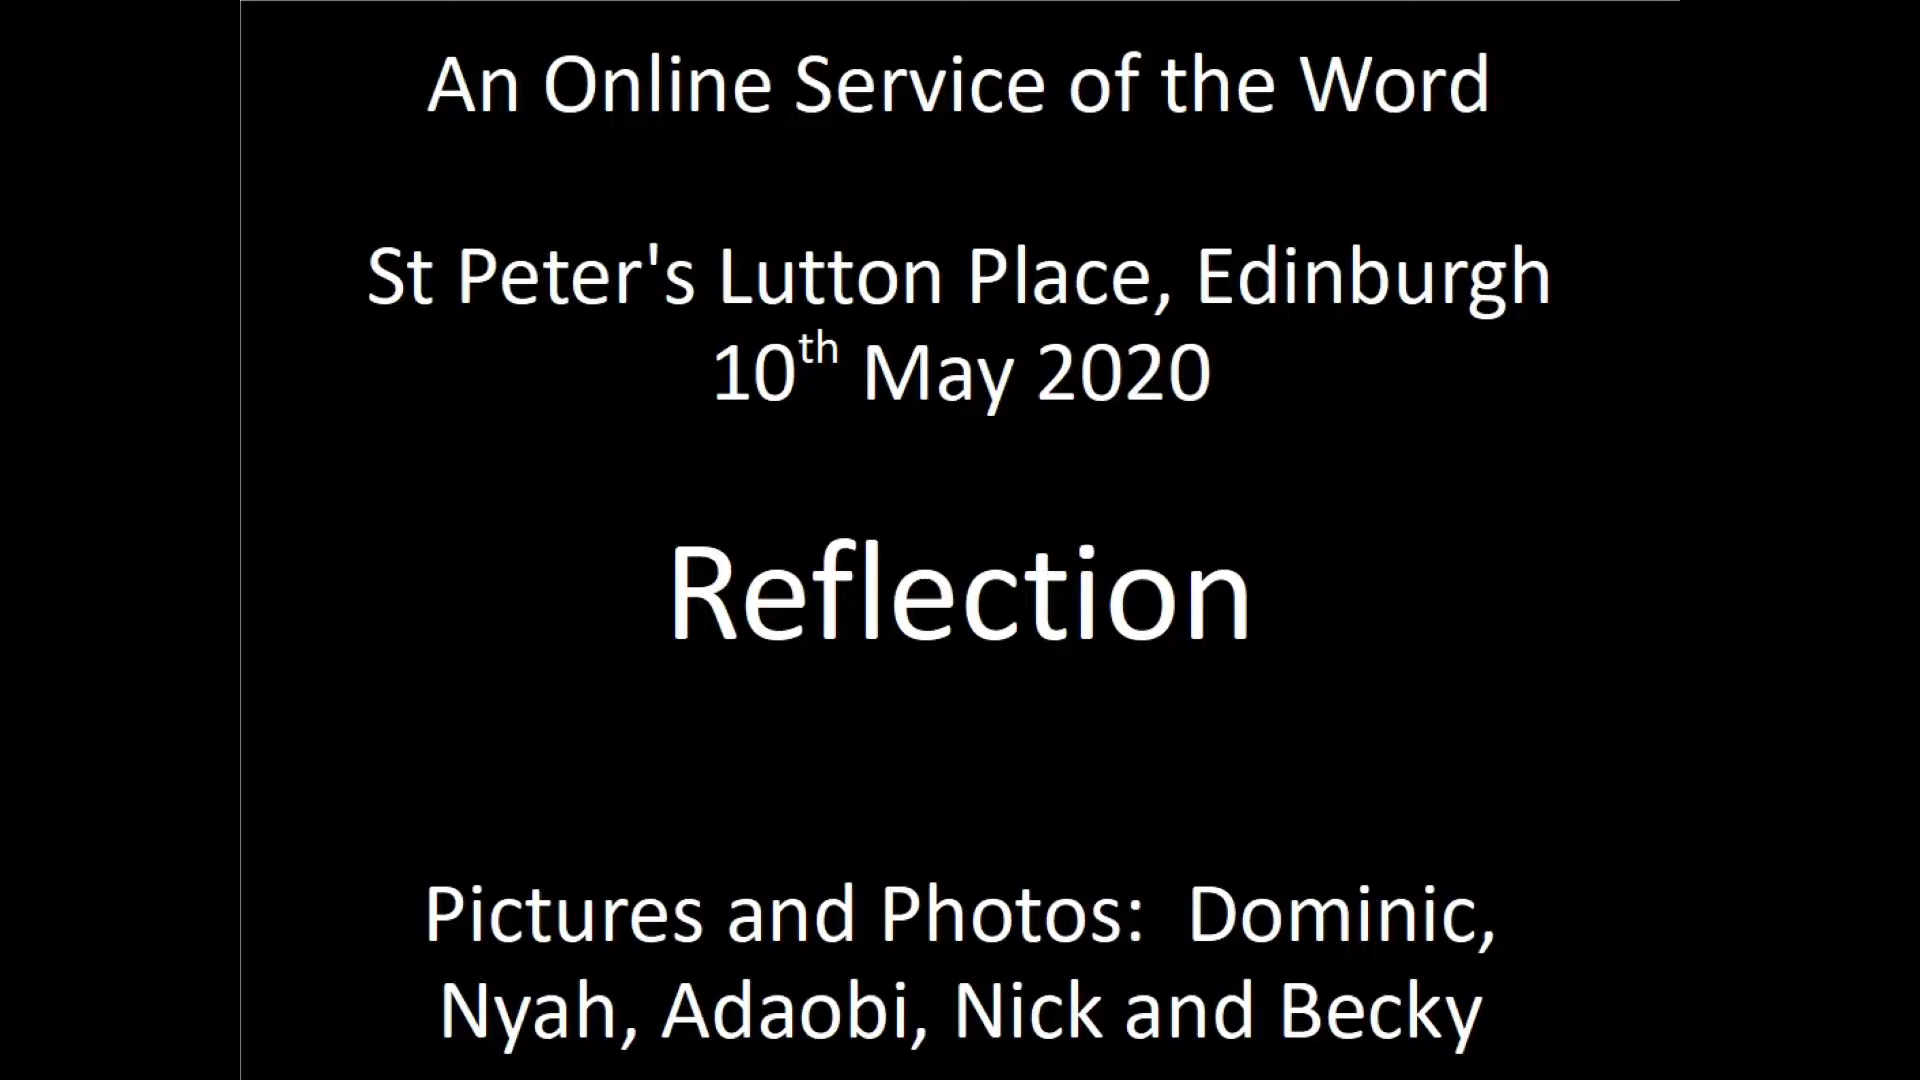 An Online Service of the Word
St Peter's Lutton Place, Edinburgh
10th May 2020
Reflection
Pictures and Photos:  Dominic,
Nyah, Adaobi, Nick and Becky